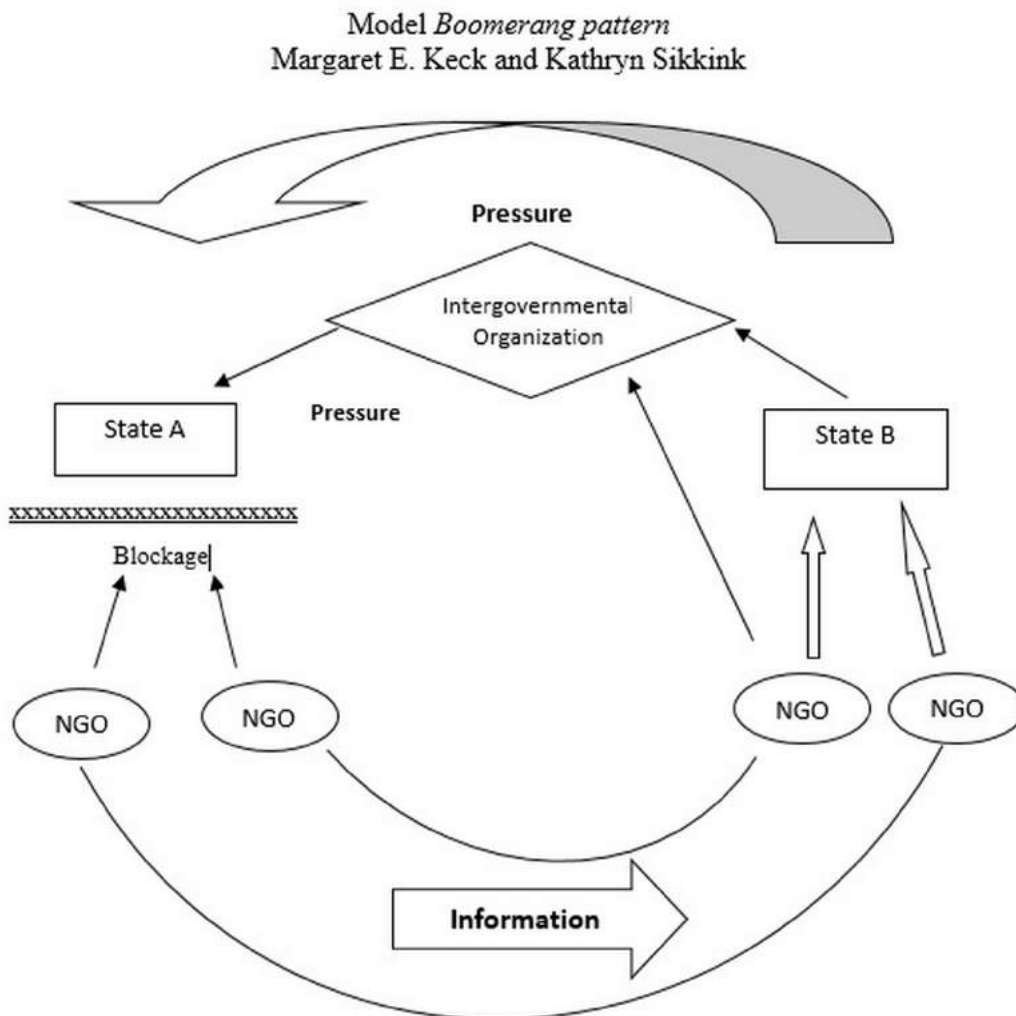 Model Boomerang pattern
Margaret E. Keck and Kathryn Sikkink
Pressure
Intergovernmental
Organization
Pressure
State A
State B
xxxxxxxxxxxxxxxxxxxxxxx
Blockage
NGO
NGO
NGO
NGO
Information